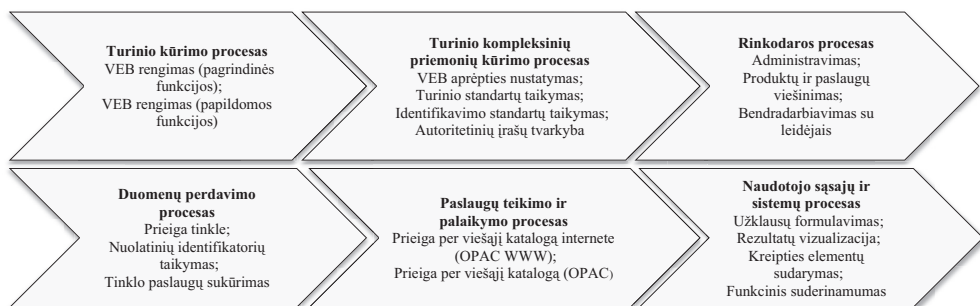 Turinio kūrimo procesas
VEB rengimas (pagrindinės
funkcijos);
VEB rengimas (papildomos
funkcijos)
Turinio kompleksinių
priemonių kūrimo procesas
VEB aprėpties nustatymas;
Turinio standartų taikymas;
Identifikavimo standartų taikymas;
Autoritetinių įrašų tvarkyba
Rinkodaros procesas
Administravimas;
Produktų ir paslaugų
viešinimas;
Bendradarbiavimas su
leidėjais
Duomenų perdavimo
procesas
Prieiga tinkle;
Nuolatinių identifikatorių
taikymas;
Tinklo paslaugų sukūrimas
Paslaugų teikimo ir
palaikymo procesas
Prieiga per viešąjį katalogą internete
(OPAC WWW);
Prieiga per viešąjį katalogą (OPAC)
Naudotojo sąsajų ir
sistemų procesas
Užklausų formulavimas;
Rezultatų vizualizacija;
Kreipties elementų
sudarymas;
Funkcinis suderinamumas